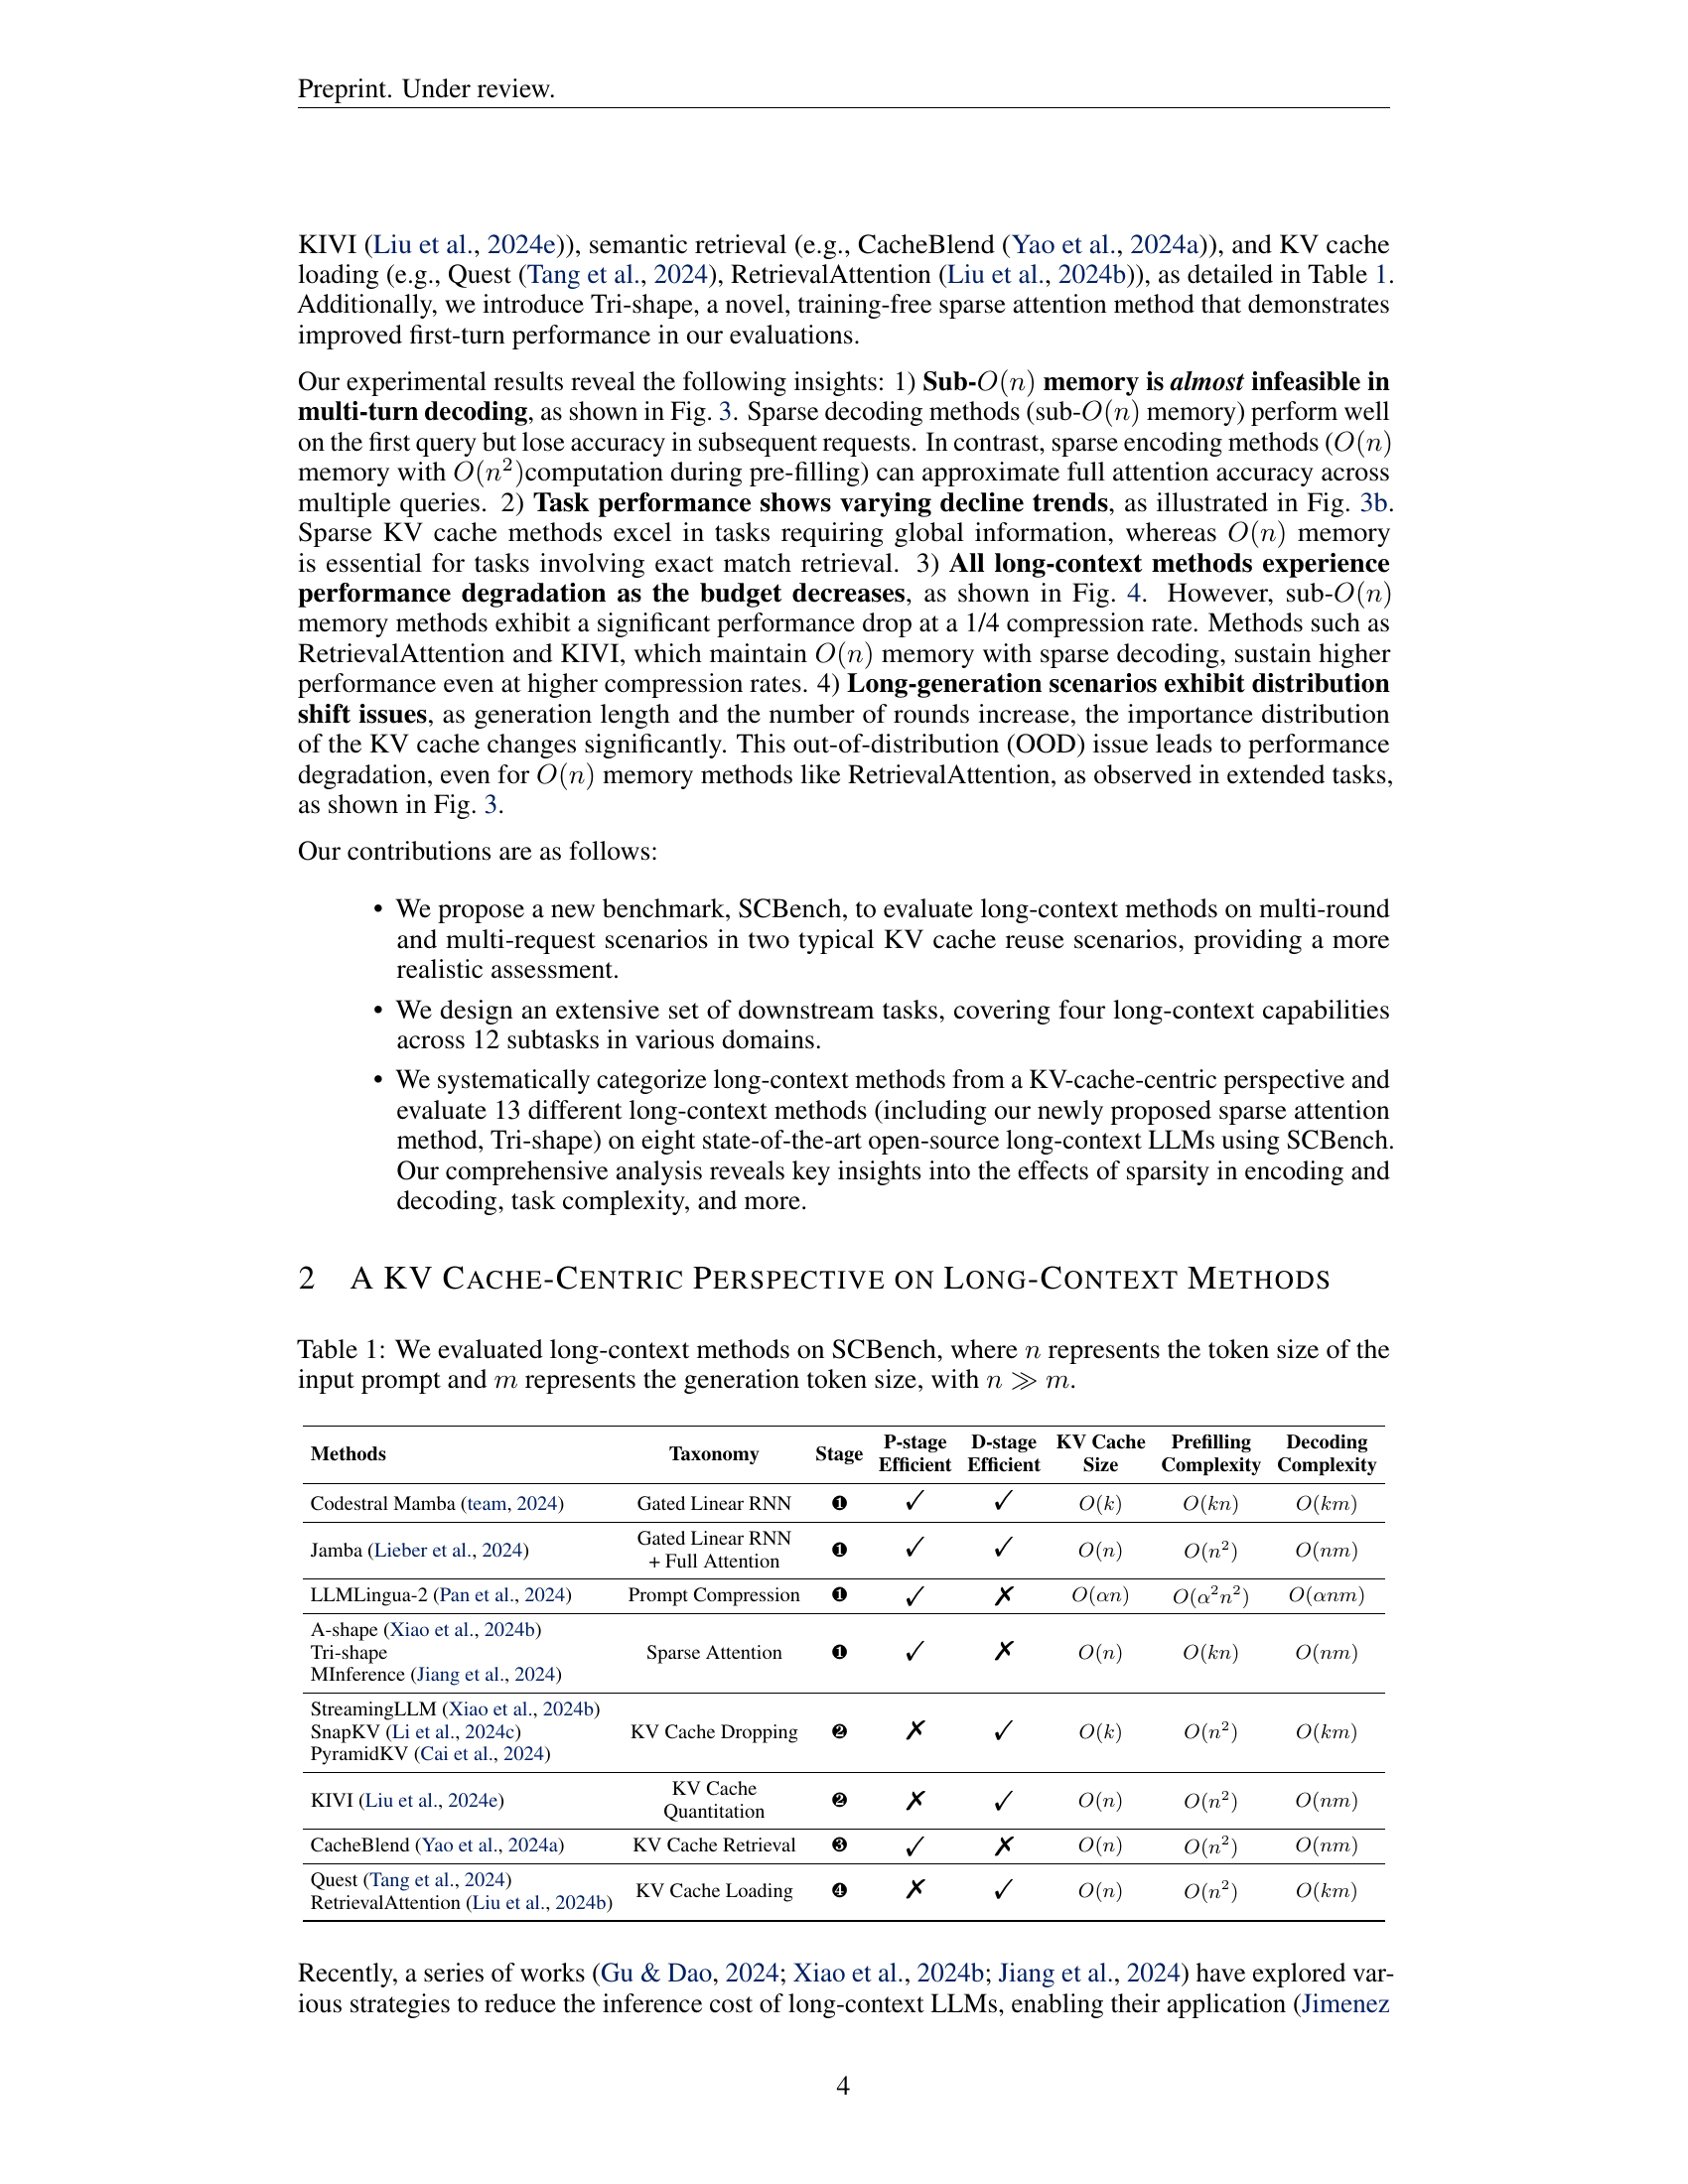 Preprint. Under review.
KIVI (Liu et al., 2024e)), semantic retrieval (e.g., CacheBlend (Yao et al., 2024a)), and KV cache
loading (e.g., Quest (Tang et al., 2024), RetrievalAttention (Liu et al., 2024b)), as detailed in Table 1.
Additionally, we introduce Tri-shape, a novel, training-free sparse attention method that demonstrates
improved first-turn performance in our evaluations.
Our experimental results reveal the following insights: 1) Sub-O(n) memory is almost infeasible in
multi-turn decoding, as shown in Fig. 3. Sparse decoding methods (sub-O(n) memory) perform well
on the first query but lose accuracy in subsequent requests. In contrast, sparse encoding methods (O(n)
memory with O(n²)computation during pre-filling) can approximate full attention accuracy across
multiple queries. 2) Task performance shows varying decline trends, as illustrated in Fig. 3b.
Sparse KV cache methods excel in tasks requiring global information, whereas O(n) memory
is essential for tasks involving exact match retrieval. 3) All long-context methods experience
performance degradation as the budget decreases, as shown in Fig. 4. However, sub-O(n)
memory methods exhibit a significant performance drop at a 1/4 compression rate. Methods such as
RetrievalAttention and KIVI, which maintain O(n) memory with sparse decoding, sustain higher
performance even at higher compression rates. 4) Long-generation scenarios exhibit distribution
shift issues, as generation length and the number of rounds increase, the importance distribution
of the KV cache changes significantly. This out-of-distribution (OOD) issue leads to performance
degradation, even for O(n) memory methods like RetrievalAttention, as observed in extended tasks,
as shown in Fig. 3.
Our contributions are as follows:
• We propose a new benchmark, SCBench, to evaluate long-context methods on multi-round
and multi-request scenarios in two typical KV cache reuse scenarios, providing a more
realistic assessment.
• We design an extensive set of downstream tasks, covering four long-context capabilities
across 12 subtasks in various domains.
• We systematically categorize long-context methods from a KV-cache-centric perspective and
evaluate 13 different long-context methods (including our newly proposed sparse attention
method, Tri-shape) on eight state-of-the-art open-source long-context LLMs using SCBench.
Our comprehensive analysis reveals key insights into the effects of sparsity in encoding and
decoding, task complexity, and more.
2 A KV CACHE-CENTRIC PERSPECTIVE ON LONG-CONTEXT METHODS
Table 1: We evaluated long-context methods on SCBench, where n represents the token size of the
input prompt and m represents the generation token size, with n ≫ m.
Methods Taxonomy Stage P-stage Efficient D-stage Efficient KV Cache Size Prefilling Complexity Decoding Complexity
Codestral Mamba (team, 2024) Gated Linear RNN ❶ ✓ ✓ O(k) O(kn) O(km)
Jamba (Lieber et al., 2024) Gated Linear RNN + Full Attention ❶ ✓ ✓ O(n) O(n²) O(nm)
LLMLingua-2 (Pan et al., 2024) Prompt Compression ❶ ✓ ✗ O(αn) O(α²n²) O(αnm)
A-shape (Xiao et al., 2024b)
Tri-shape
MInference (Jiang et al., 2024)
Sparse Attention ❶ ✓ ✗ O(n) O(kn) O(nm)
StreamingLLM (Xiao et al., 2024b)
SnapKV (Li et al., 2024c)
PyramidKV (Cai et al., 2024)
KV Cache Dropping ❷ ✗ ✓ O(k) O(n²) O(km)
KIVI (Liu et al., 2024e) KV Cache Quantitation ❷ ✗ ✓ O(n) O(n²) O(nm)
CacheBlend (Yao et al., 2024a) KV Cache Retrieval ❸ ✓ ✗ O(n) O(n²) O(nm)
Quest (Tang et al., 2024)
RetrievalAttention (Liu et al., 2024b)
KV Cache Loading ❹ ✗ ✓ O(n) O(n²) O(km)
Recently, a series of works (Gu & Dao, 2024; Xiao et al., 2024b; Jiang et al., 2024) have explored var-
ious strategies to reduce the inference cost of long-context LLMs, enabling their application (Jimenez
4